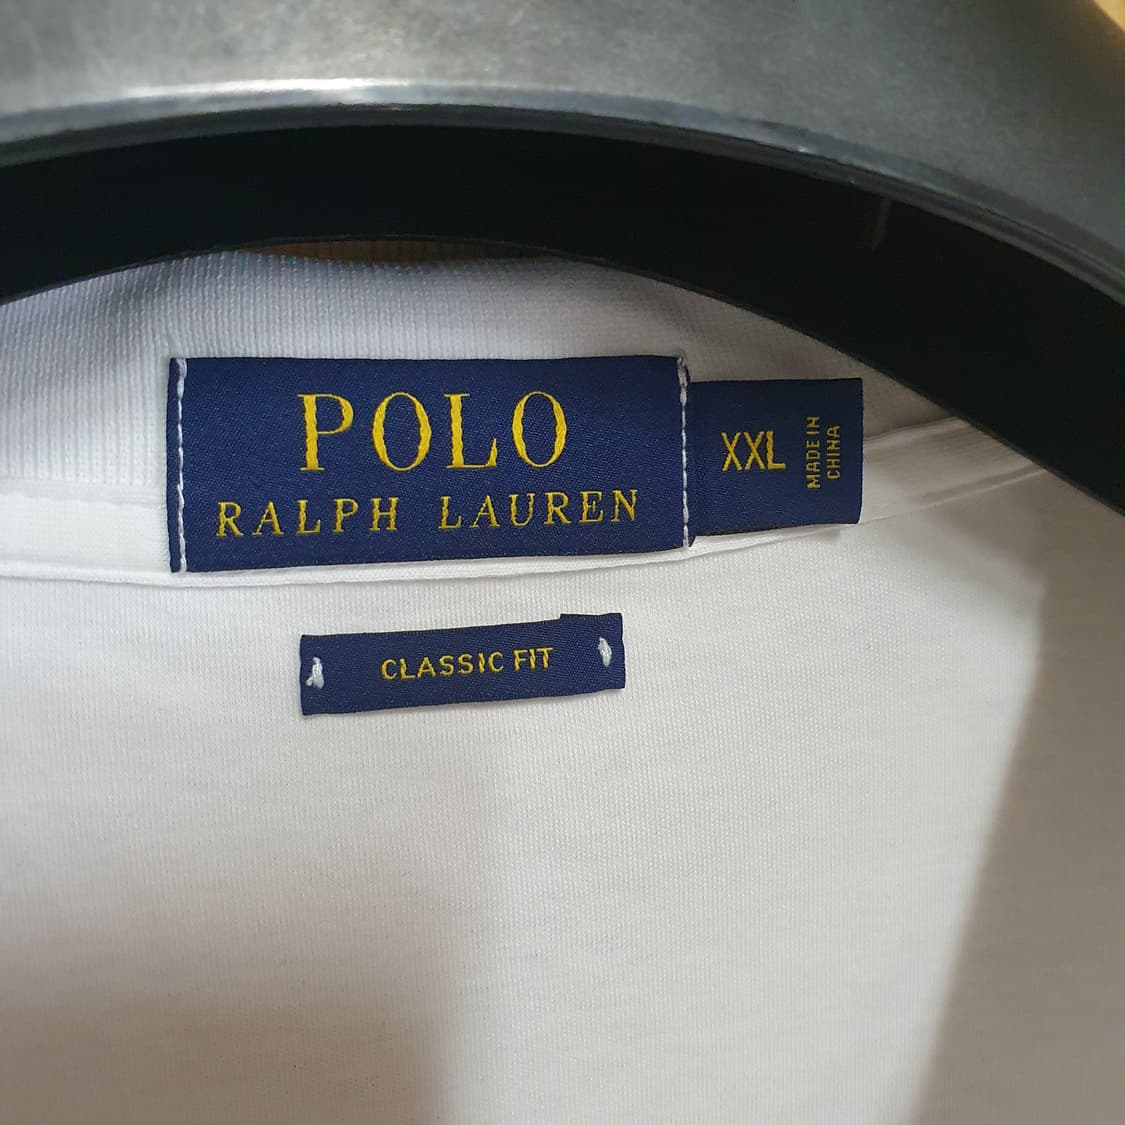 POLO
RALPH LAUREN
XXL
MADE IN
CHINA
CLASSIC FIT